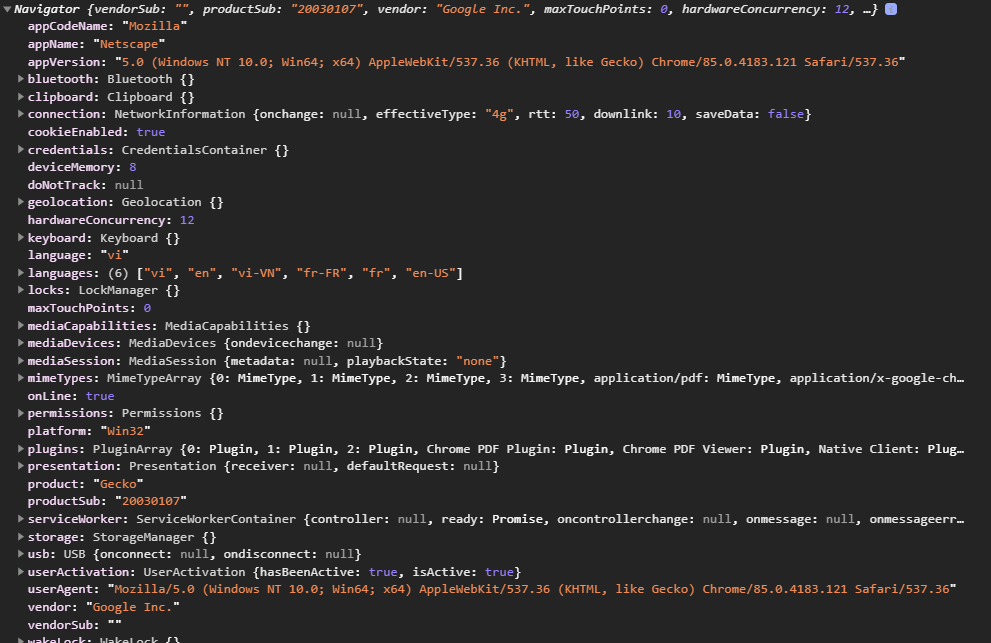 Navigator {vendorSub: "", productSub: "20030107", vendor: "Google Inc.", maxTouchPoints: 0, hardwareConcurrency: 12, …}
appCodeName: "Mozilla"
appName: "Netscape"
appVersion: "5.0 (Windows NT 10.0; Win64; x64) AppleWebKit/537.36 (KHTML, like Gecko) Chrome/85.0.4183.121 Safari/537.36"
bluetooth: Bluetooth {}
clipboard: Clipboard {}
connection: NetworkInformation {onchange: null, effectiveType: "4g", rtt: 50, downlink: 10, saveData: false}
cookieEnabled: true
credentials: CredentialsContainer {}
deviceMemory: 8
doNotTrack: null
geolocation: Geolocation {}
hardwareConcurrency: 12
keyboard: Keyboard {}
language: "vi"
languages: (6) ["vi", "en", "vi-VN", "fr-FR", "fr", "en-US"]
locks: LockManager {}
maxTouchPoints: 0
mediaCapabilities: MediaCapabilities {}
mediaDevices: MediaDevices {ondevicechange: null}
mediaSession: MediaSession {metadata: null, playbackState: "none"}
mimeTypes: MimeTypeArray {0: MimeType, 1: MimeType, 2: MimeType, 3: MimeType, application/pdf: MimeType, application/x-google-ch…
onLine: true
permissions: Permissions {}
platform: "Win32"
plugins: PluginArray {0: Plugin, 1: Plugin, 2: Plugin, Chrome PDF Plugin: Plugin, Chrome PDF Viewer: Plugin, Native Client: Plug…
presentation: Presentation {receiver: null, defaultRequest: null}
product: "Gecko"
productSub: "20030107"
serviceWorker: ServiceWorkerContainer {controller: null, ready: Promise, oncontrollerchange: null, onmessage: null, onmessageerr…
storage: StorageManager {}
usb: USB {onconnect: null, ondisconnect: null}
userActivation: UserActivation {hasBeenActive: true, isActive: true}
userAgent: "Mozilla/5.0 (Windows NT 10.0; Win64; x64) AppleWebKit/537.36 (KHTML, like Gecko) Chrome/85.0.4183.121 Safari/537.36"
vendor: "Google Inc."
vendorSub: ""
wakeLock: WakeLock {}